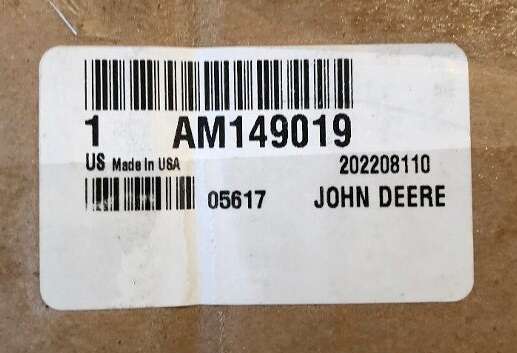 1 AM149019
US Made In USA 202208110
05617 JOHN DEERE